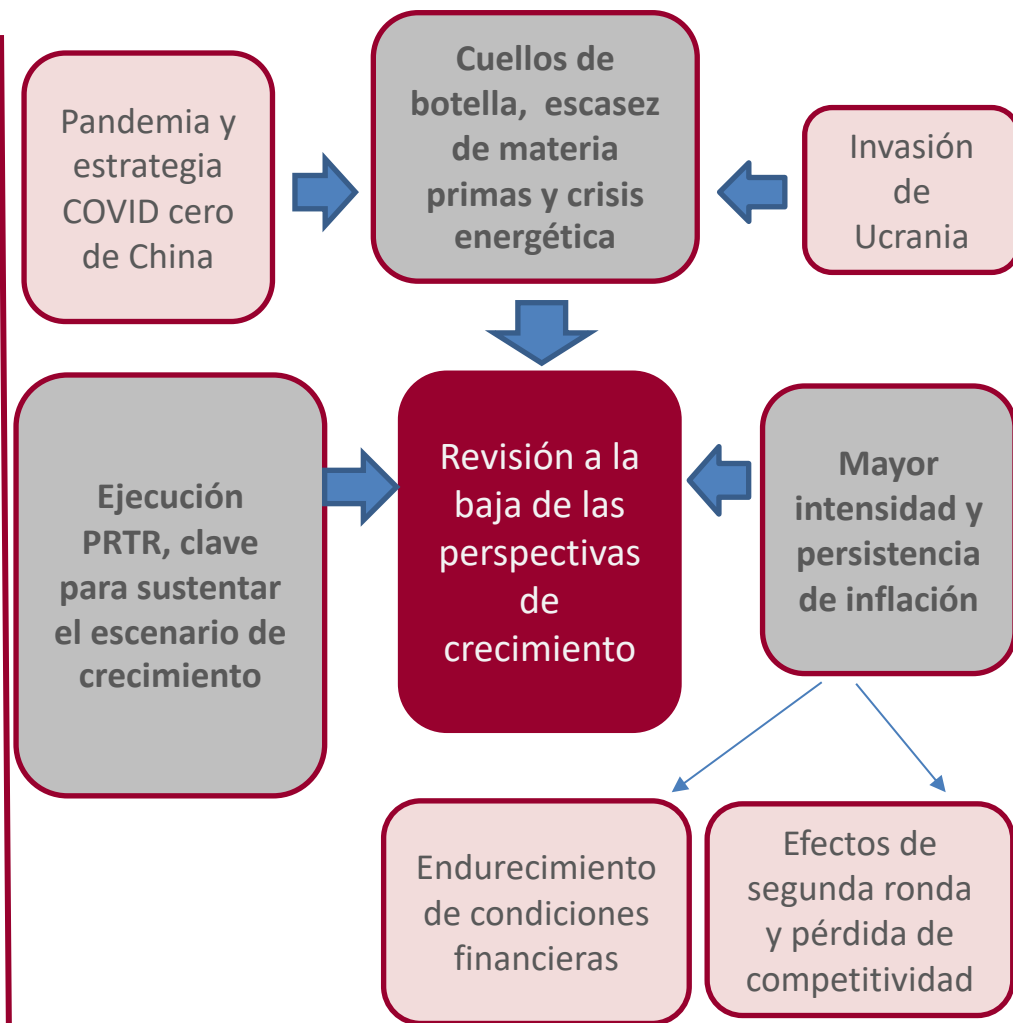 Pandemia y
estrategia
COVID cero
de China
Cuellos de
botella, escasez
de materia
primas y crisis
energética
Invasión
de
Ucrania
Ejecución
PRTR, clave
para sustentar
el escenario de
crecimiento
Revisión a la
baja de las
perspectivas
de
crecimiento
Mayor
intensidad y
persistencia
de inflación
Endurecimiento
de condiciones
financieras
Efectos de
segunda ronda
y pérdida de
competitividad